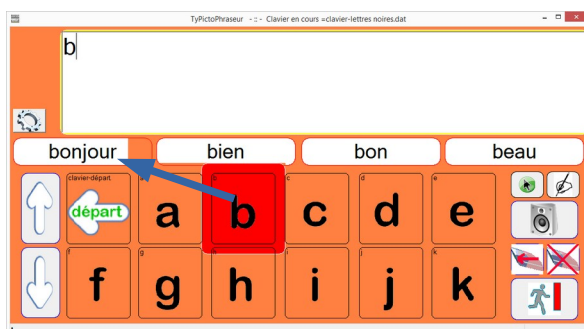 TyPictoPhraseur - :: - Clavier en cours =clavier-lettres noires.dat
b
bonjour bien bon beau
clavier-départ a b c d e
départ a b c d e
f g h i j k
f g h i j k